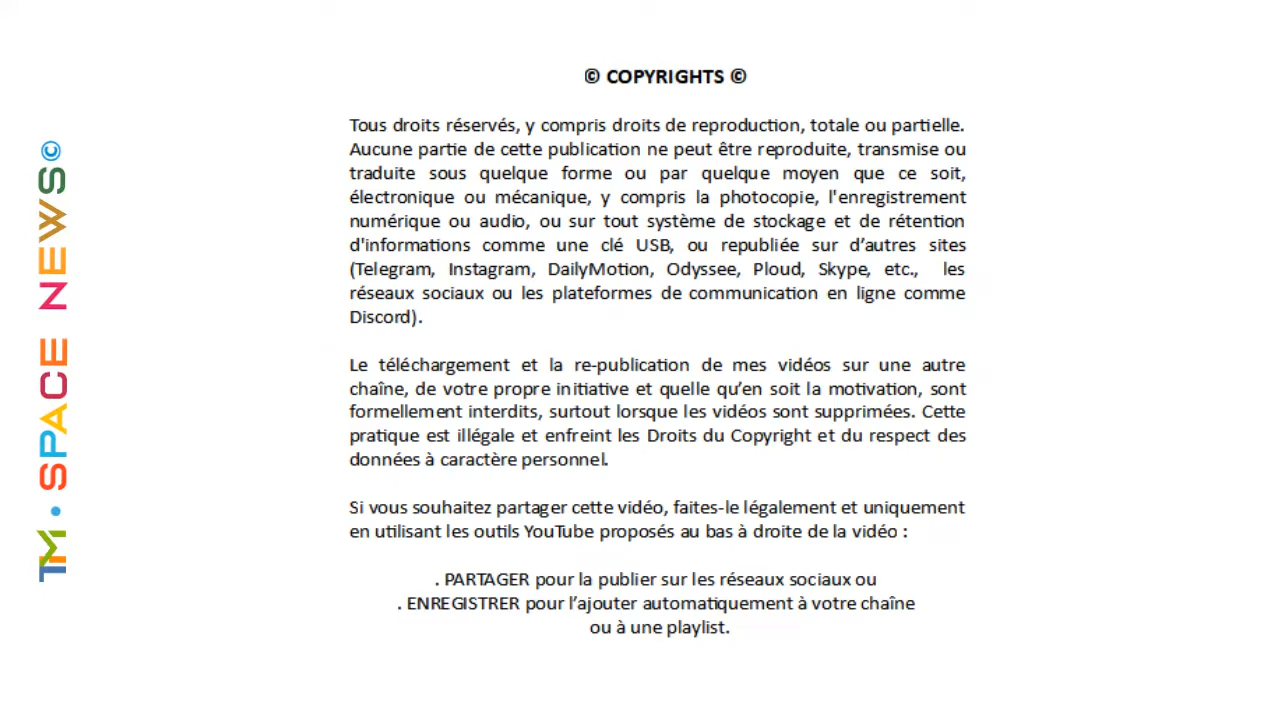 TM • SPACE NEWS©
© COPYRIGHTS ©
Tous droits réservés, y compris droits de reproduction, totale ou partielle.
Aucune partie de cette publication ne peut être reproduite, transmise ou
traduite sous quelque forme ou par quelque moyen que ce soit,
électronique ou mécanique, y compris la photocopie, l'enregistrement
numérique ou audio, ou sur tout système de stockage et de rétention
d'informations comme une clé USB, ou republiée sur d’autres sites
(Telegram, Instagram, DailyMotion, Odyssee, Ploud, Skype, etc., les
réseaux sociaux ou les plateformes de communication en ligne comme
Discord).
Le téléchargement et la re-publication de mes vidéos sur une autre
chaîne, de votre propre initiative et quelle qu’en soit la motivation, sont
formellement interdits, surtout lorsque les vidéos sont supprimées. Cette
pratique est illégale et enfreint les Droits du Copyright et du respect des
données à caractère personnel.
Si vous souhaitez partager cette vidéo, faites-le légalement et uniquement
en utilisant les outils YouTube proposés au bas à droite de la vidéo :
. PARTAGER pour la publier sur les réseaux sociaux ou
. ENREGISTRER pour l’ajouter automatiquement à votre chaîne
ou à une playlist.